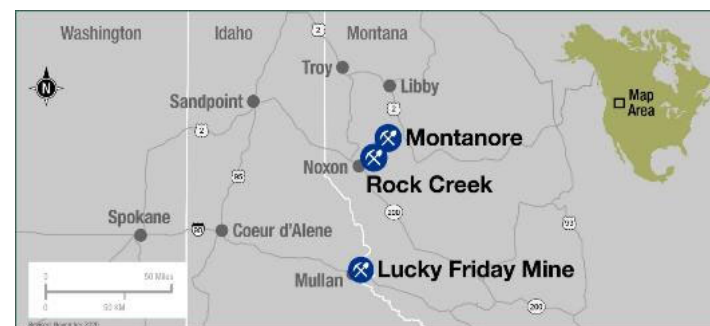 Washington
Idaho
Montana
2
Troy
Libby
Map
Area
N
Sandpoint
2
2
Montanore
95
Noxon
Rock Creek
200
93
Spokane
90
Coeur d'Alene
0
50 Miles
0
50 KM
Mullan
Lucky Friday Mine
200